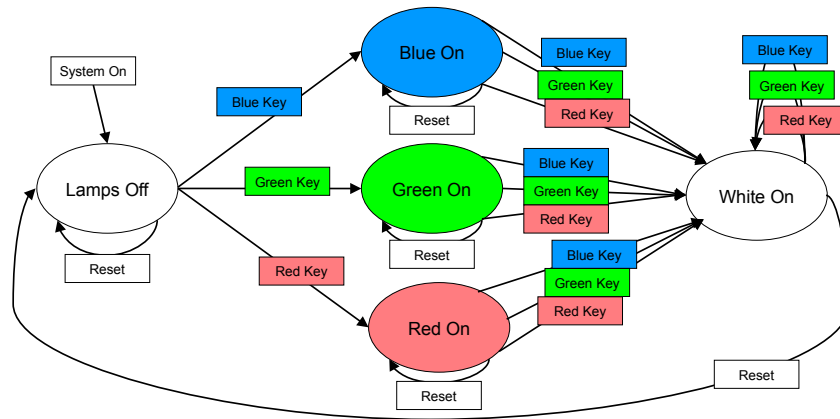 System On
Lamps Off
Reset
Blue Key
Green Key
Red Key
Blue On
Reset
Blue Key
Green Key
Red Key
Green On
Reset
Blue Key
Green Key
Red Key
Red On
Reset
Blue Key
Green Key
Red Key
White On
Blue Key
Green Key
Red Key
Reset